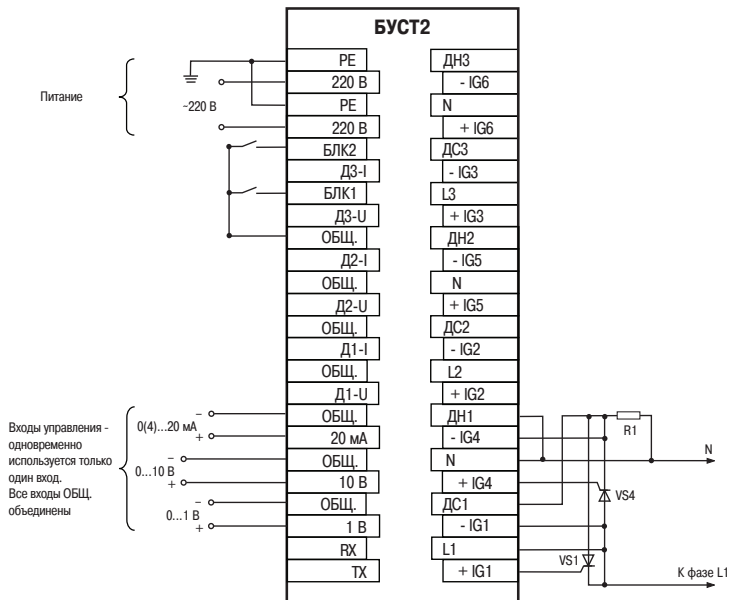 БУСТ2
Питание
~220 В
PE
220 В
PE
220 В
БЛК2
Д3-I
БЛК1
Д3-U
ОБЩ.
Д2-I
ОБЩ.
Д2-U
ОБЩ.
Д1-I
ОБЩ.
Д1-U
ОБЩ.
20 мА
ОБЩ.
10 В
ОБЩ.
1 В
RX
TX
Входы управления -
одновременно
используется только
один вход.
Все входы ОБЩ.
объединены
–
0(4)...20 мА
+
–
0...10 В
+
–
0...1 В
+
ДН3
- IG6
N
+ IG6
ДС3
- IG3
L3
+ IG3
ДН2
- IG5
N
+ IG5
ДС2
- IG2
L2
+ IG2
ДН1
- IG4
N
+ IG4
ДС1
- IG1
L1
+ IG1
R1
N
VS4
VS1
К фазе L1